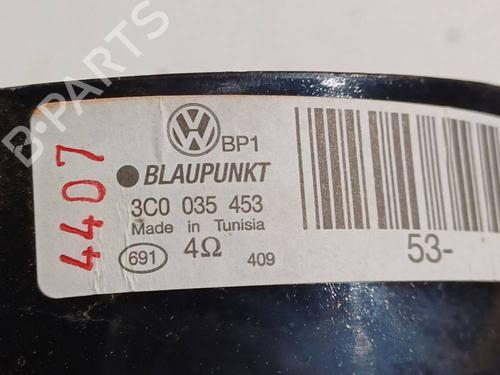 BP1
BLAUPUNKT
3C0 035 453
Made in Tunisia
691 4Ω 409
53-
4407
B-PARTS